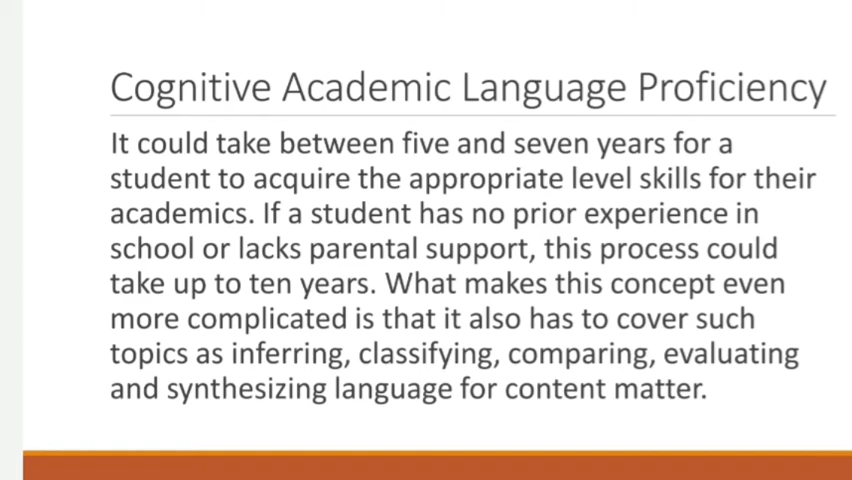 Cognitive Academic Language Proficiency
It could take between five and seven years for a
student to acquire the appropriate level skills for their
academics. If a student has no prior experience in
school or lacks parental support, this process could
take up to ten years. What makes this concept even
more complicated is that it also has to cover such
topics as inferring, classifying, comparing, evaluating
and synthesizing language for content matter.